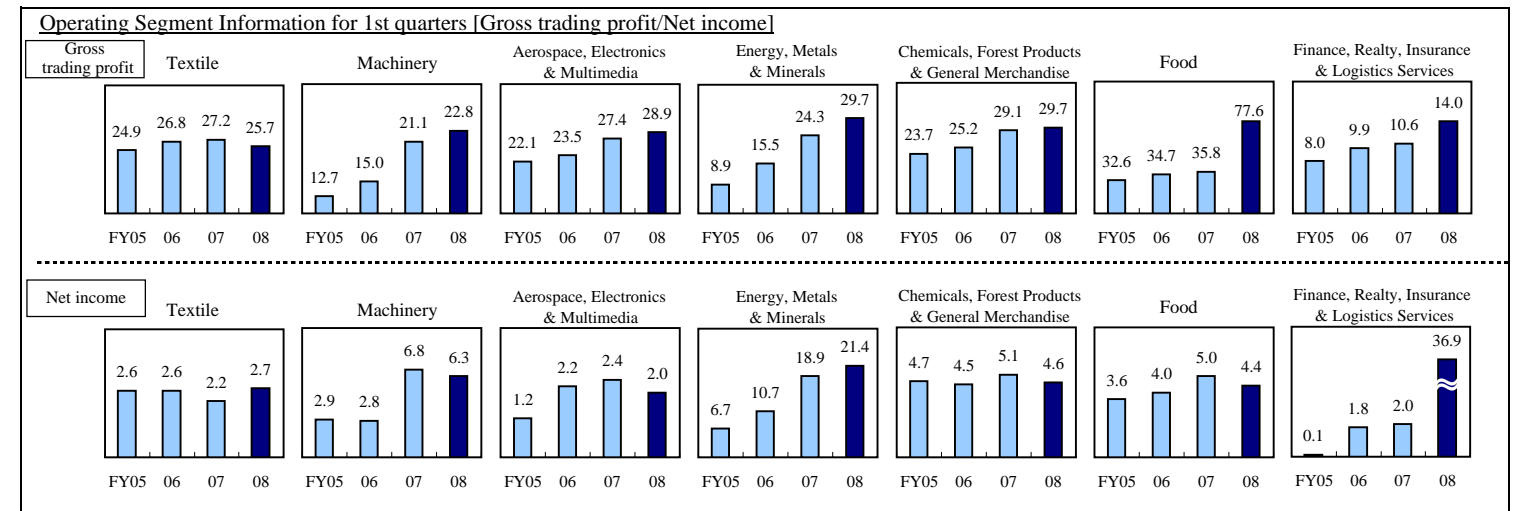 Operating Segment Information for 1st quarters [Gross trading profit/Net income]
Gross
trading profit
Textile
24.9 26.8 27.2 25.7
FY05 06 07 08
Machinery
12.7 15.0 21.1 22.8
FY05 06 07 08
Aerospace, Electronics
& Multimedia
22.1 23.5 27.4 28.9
FY05 06 07 08
Energy, Metals
& Minerals
8.9 15.5 24.3 29.7
FY05 06 07 08
Chemicals, Forest Products
& General Merchandise
23.7 25.2 29.1 29.7
FY05 06 07 08
Food
32.6 34.7 35.8 77.6
FY05 06 07 08
Finance, Realty, Insurance
& Logistics Services
8.0 9.9 10.6 14.0
FY05 06 07 08
Net income
Textile
2.6 2.6 2.2 2.7
FY05 06 07 08
Machinery
2.9 2.8 6.8 6.3
FY05 06 07 08
Aerospace, Electronics
& Multimedia
1.2 2.2 2.4 2.0
FY05 06 07 08
Energy, Metals
& Minerals
6.7 10.7 18.9 21.4
FY05 06 07 08
Chemicals, Forest Products
& General Merchandise
4.7 4.5 5.1 4.6
FY05 06 07 08
Food
3.6 4.0 5.0 4.4
FY05 06 07 08
Finance, Realty, Insurance
& Logistics Services
0.1 1.8 2.0 36.9
FY05 06 07 08